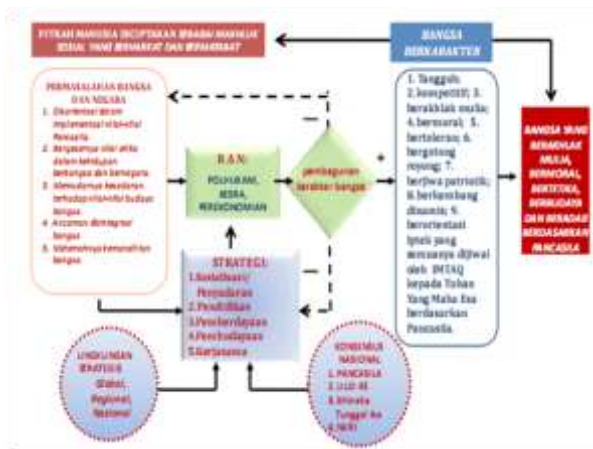 FITRAH MANUSIA DICIPTAKAN SEBAGAI MAKHLUK
SOSIAL YANG BERHARKAT DAN BERMARTABAT
BANGSA
BERKARAKTER
PERMASALAHAN BANGSA
DAN NEGARA
1. Disorientasi dalam
implementasi nilai-nilai
Pancasila
2. Bergesernya nilai etika
dalam kehidupan
berbangsa dan bernegara
3. Memudarnya kesadaran
terhadap nilai-nilai budaya
bangsa
4. Ancaman disintegrasi
bangsa
5. Melemahnya kemandirian
bangsa
RAN:
POLHUKAM,
KESRA,
PEREKONOMIAN
pembangunan
karakter bangsa
+
1. Tangguh;
2. kompetitif; 3.
berakhlak mulia;
4. bermoral; 5.
bertoleran; 6.
bergotong
royong; 7.
berjiwa patriotik;
8. berkembang
dinamis; 9.
berorientasi
Iptek yang
semuanya dijiwai
oleh IMTAQ
kepada Tuhan
Yang Maha Esa
berdasarkan
Pancasila.
BANGSA YANG
BERAKHLAK
MULIA,
BERMORAL,
BERETIKA,
BERBUDAYA
DAN BERADAB
BERDASARKAN
PANCASILA
STRATEGI:
1. Sosialisasi/
Penyadaran
2. Pendidikan
3. Pemberdayaan
4. Pembudayaan
5. Kerjasama
LINGKUNGAN
STRATEGIS
Global,
Regional,
Nasional
KONSENSUS
NASIONAL
1. PANCASILA
2. UUD 45
3. Bhineka
Tunggal Ika
4. NKRI